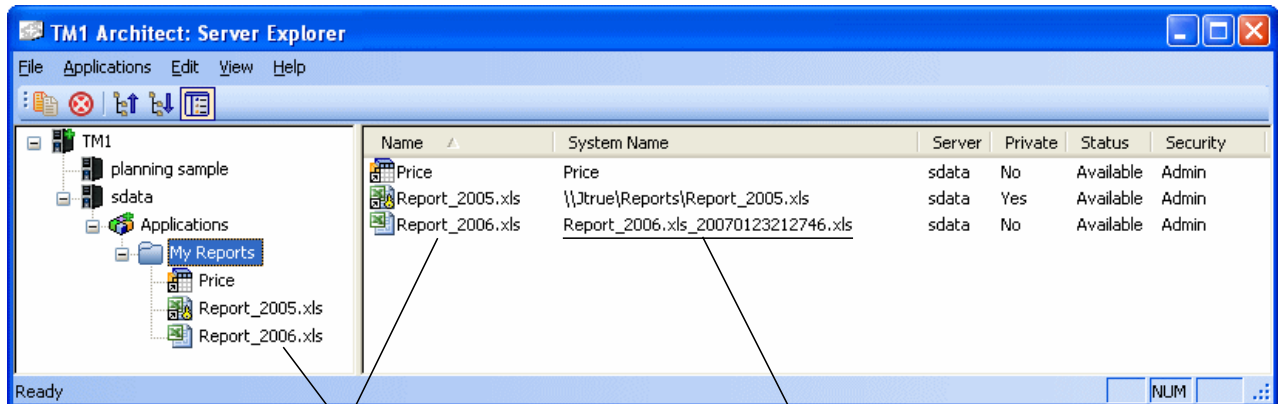 TM1 Architect: Server Explorer
File Applications Edit View Help
TM1
planning sample
sdata
Applications
My Reports
Price
Report_2005.xls
Report_2006.xls
Name System Name Server Private Status Security
Price Price sdata No Available Admin
Report_2005.xls \\Jtrue\Reports\Report_2005.xls sdata Yes Available Admin
Report_2006.xls Report_2006.xls_20070123212746.xls sdata No Available Admin
Ready NUM